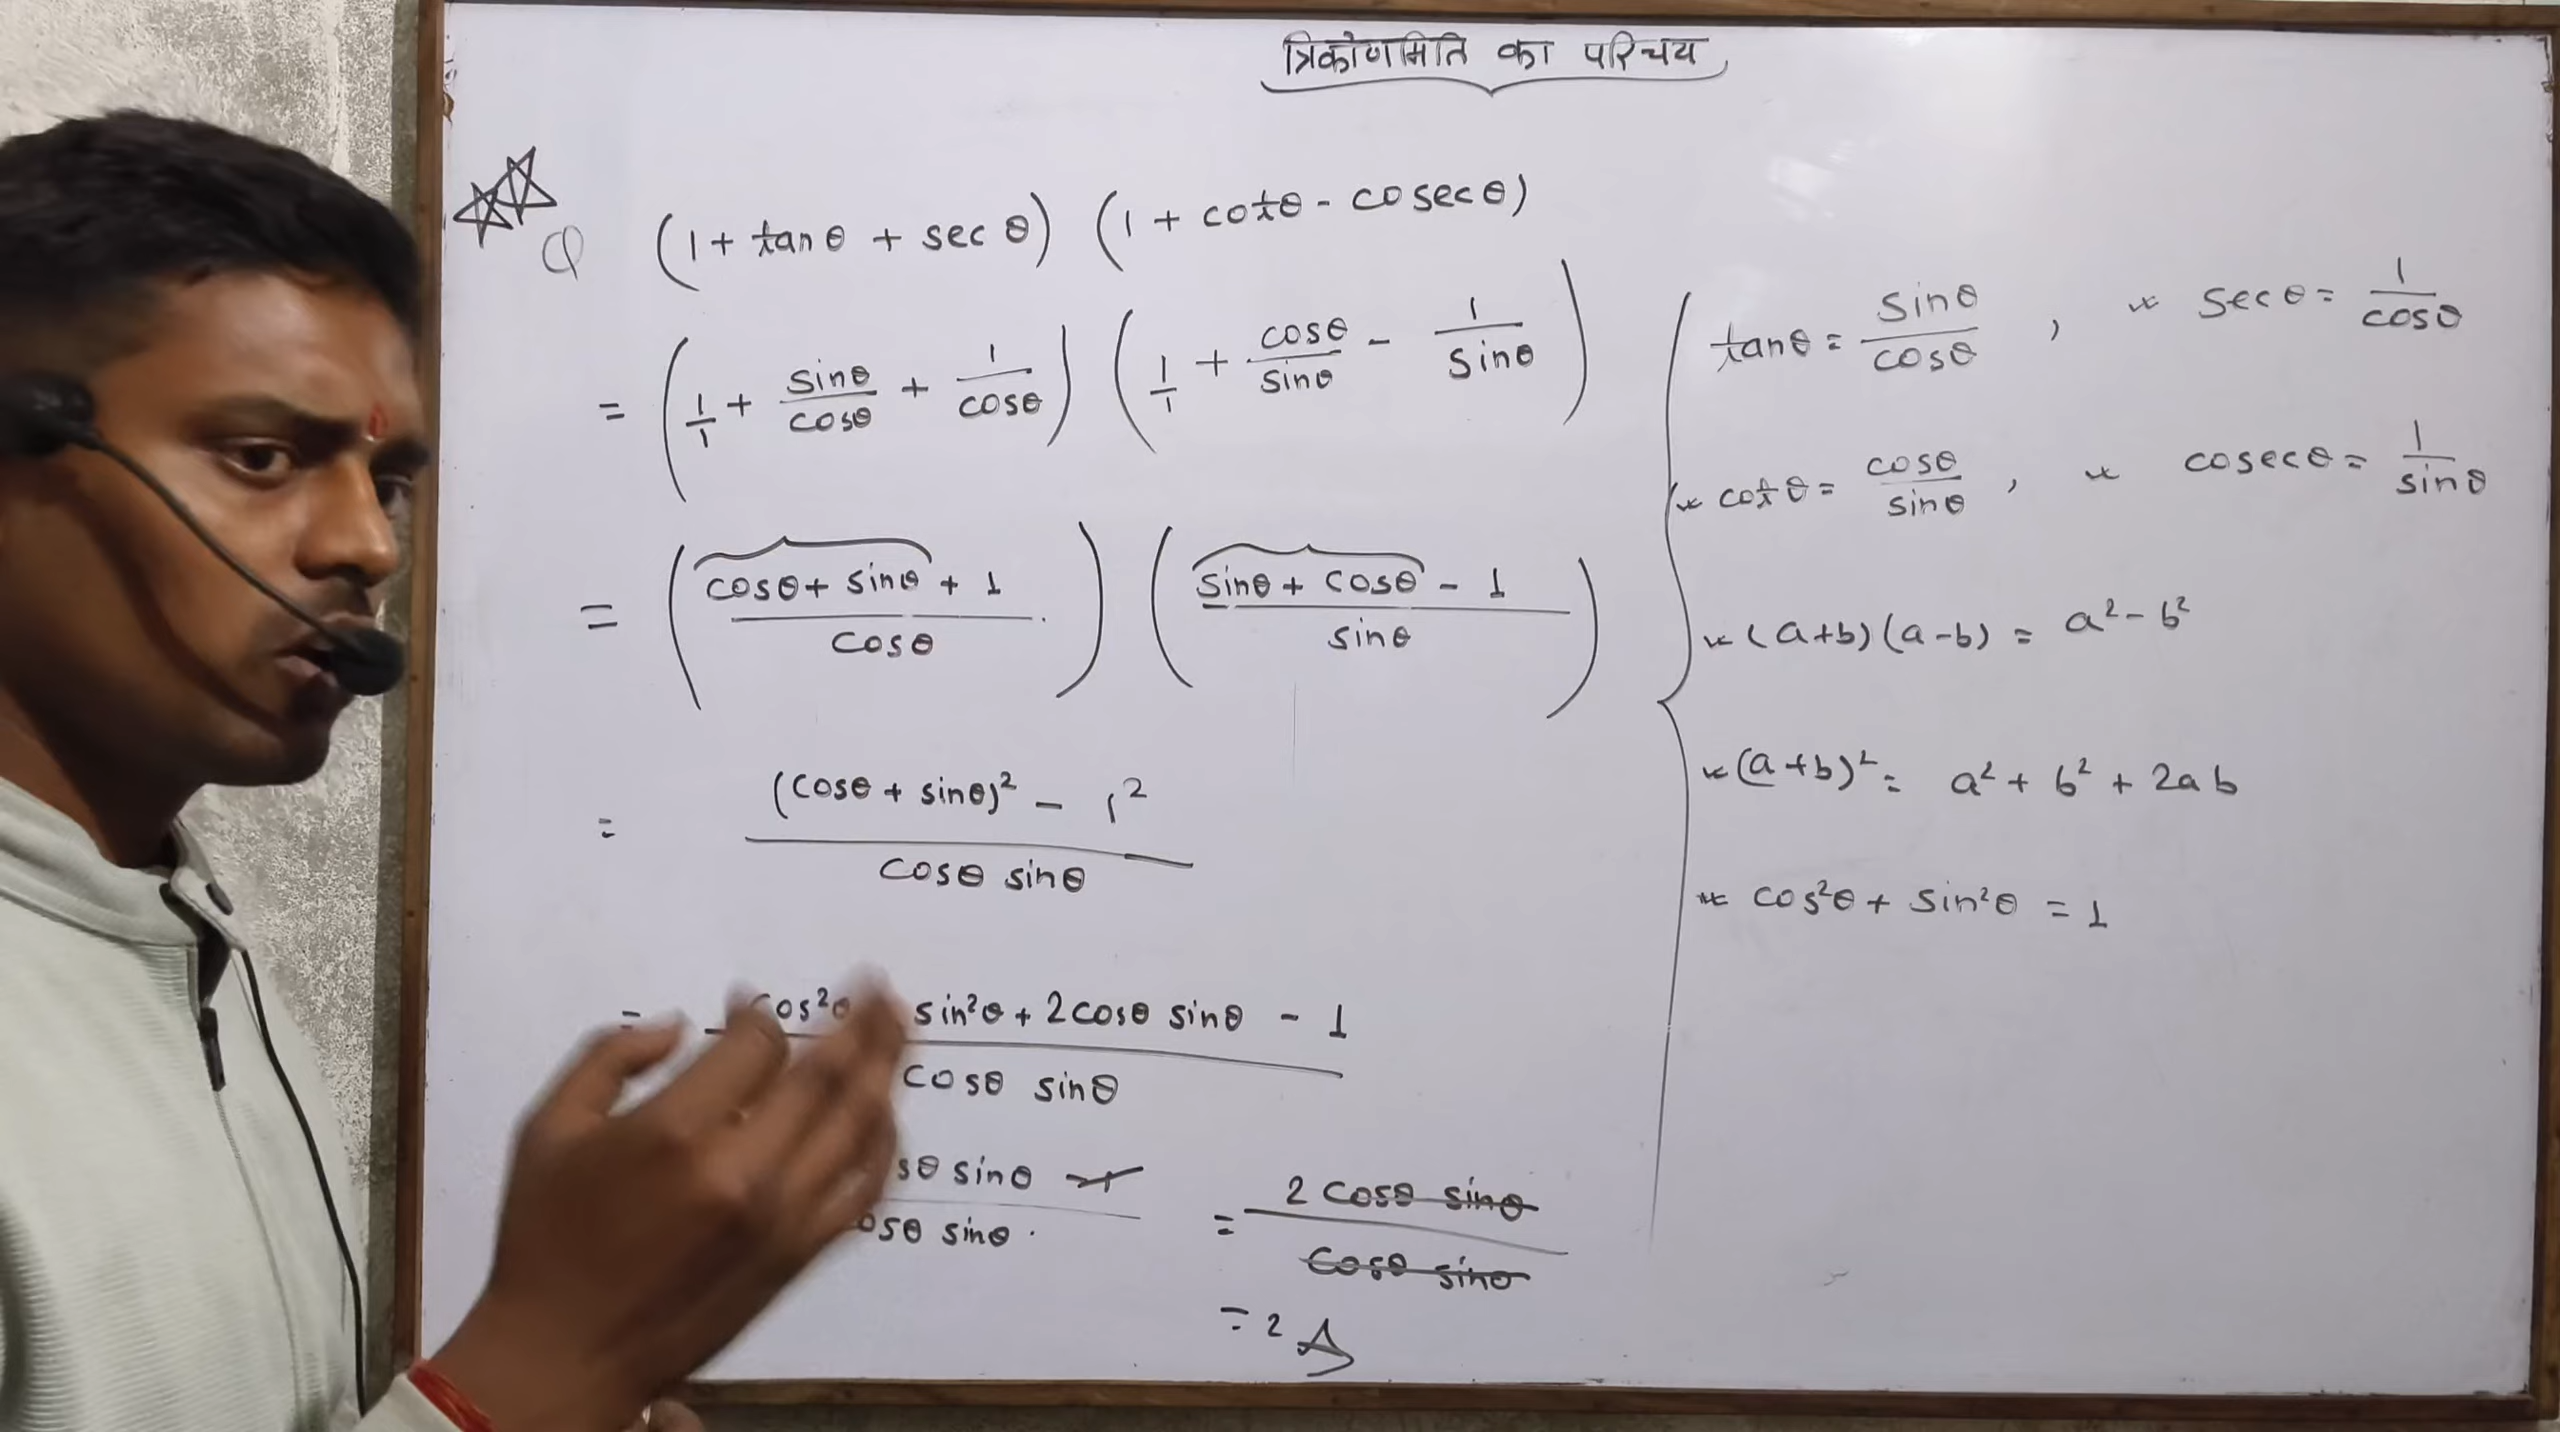 त्रिकोणमिति का परिचय
Q (1 + tanθ + sec θ) (1 + cotθ - cosecθ)
= (1/1 + sinθ/cosθ + 1/cosθ) (1/1 + cosθ/sinθ - 1/sinθ)
= ((cosθ + sinθ + 1)/cosθ) ((sinθ + cosθ - 1)/sinθ)
= ((cosθ + sinθ)² - 1²)/(cosθ sinθ)
= cos²θ sin²θ + 2cosθ sinθ - 1
cosθ sinθ
sinθ
sinθ .
= (2 cosθ sinθ)/(cosθ sinθ)
= 2
tanθ = sinθ/cosθ , * secθ = 1/cosθ
* cotθ = cosθ/sinθ , * cosecθ = 1/sinθ
* (a+b)(a-b) = a² - b²
* (a+b)² = a² + b² + 2ab
* cos²θ + sin²θ = 1